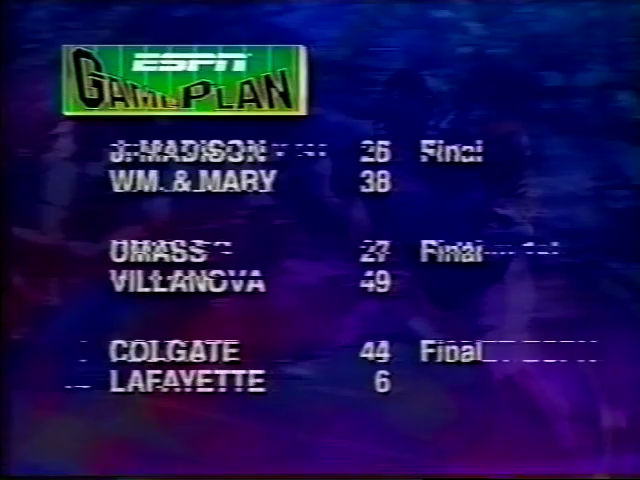 ESPN
GAMEPLAN
J. MADISON 26 Final
WM. & MARY 38
UMASS 27 Final
VILLANOVA 49
COLGATE 44 Final
LAFAYETTE 6